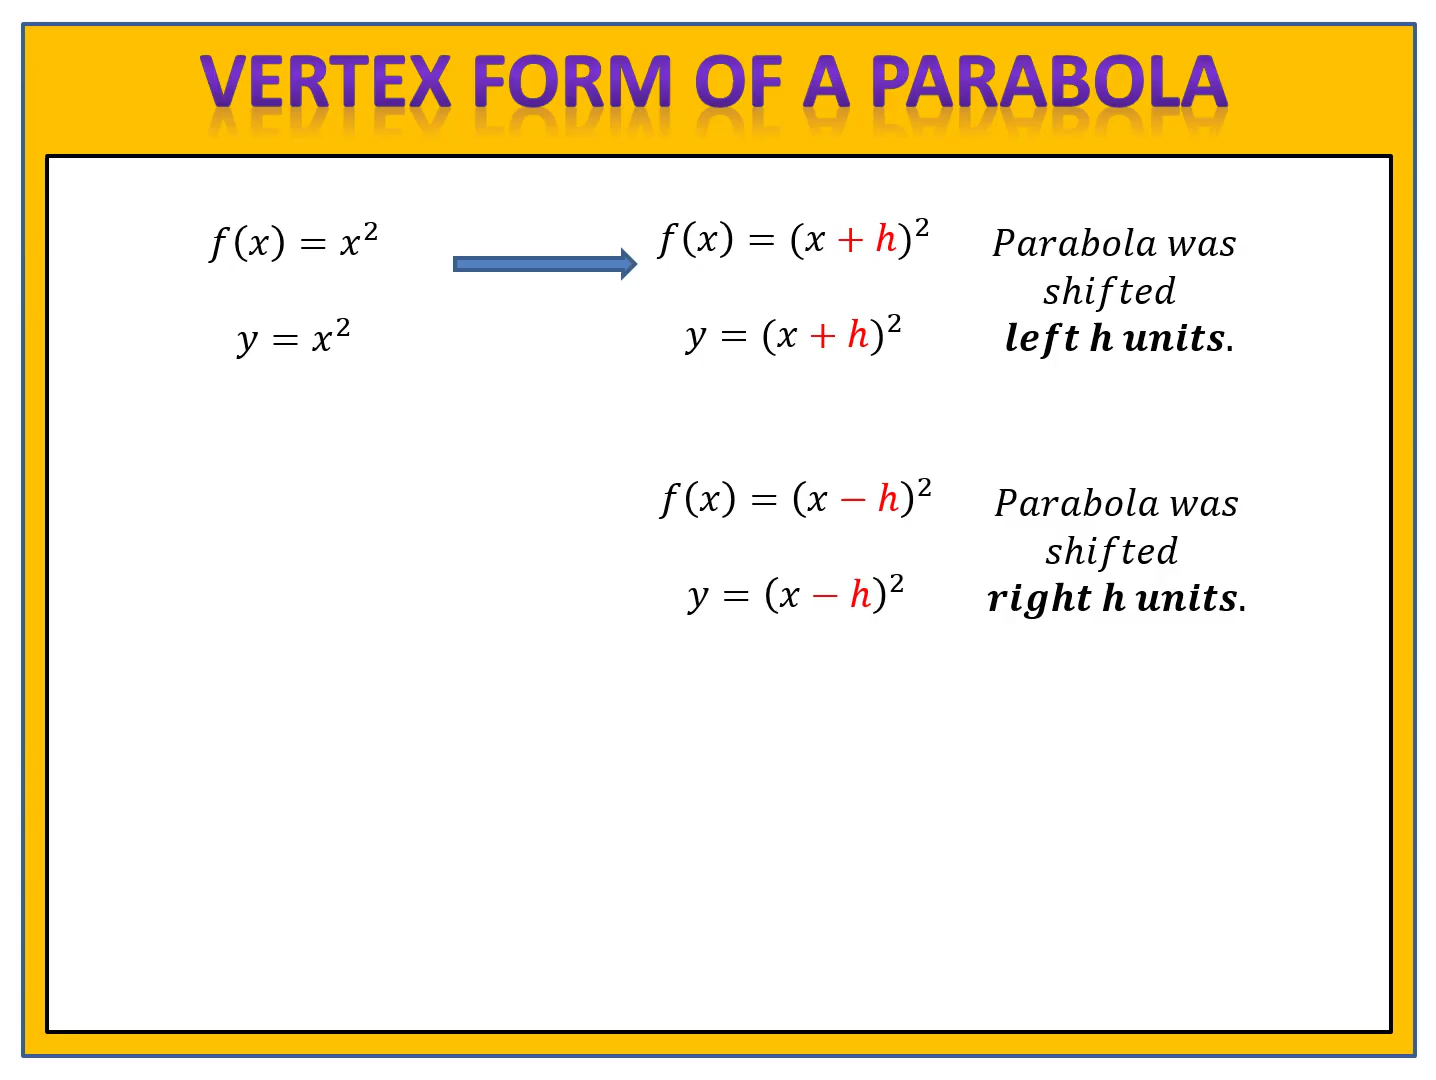 VERTEX FORM OF A PARABOLA
f(x) = x²
f(x) = (x + h)²
Parabola was
shifted
left h units.
y = x²
y = (x + h)²
f(x) = (x − h)²
Parabola was
shifted
right h units.
y = (x − h)²